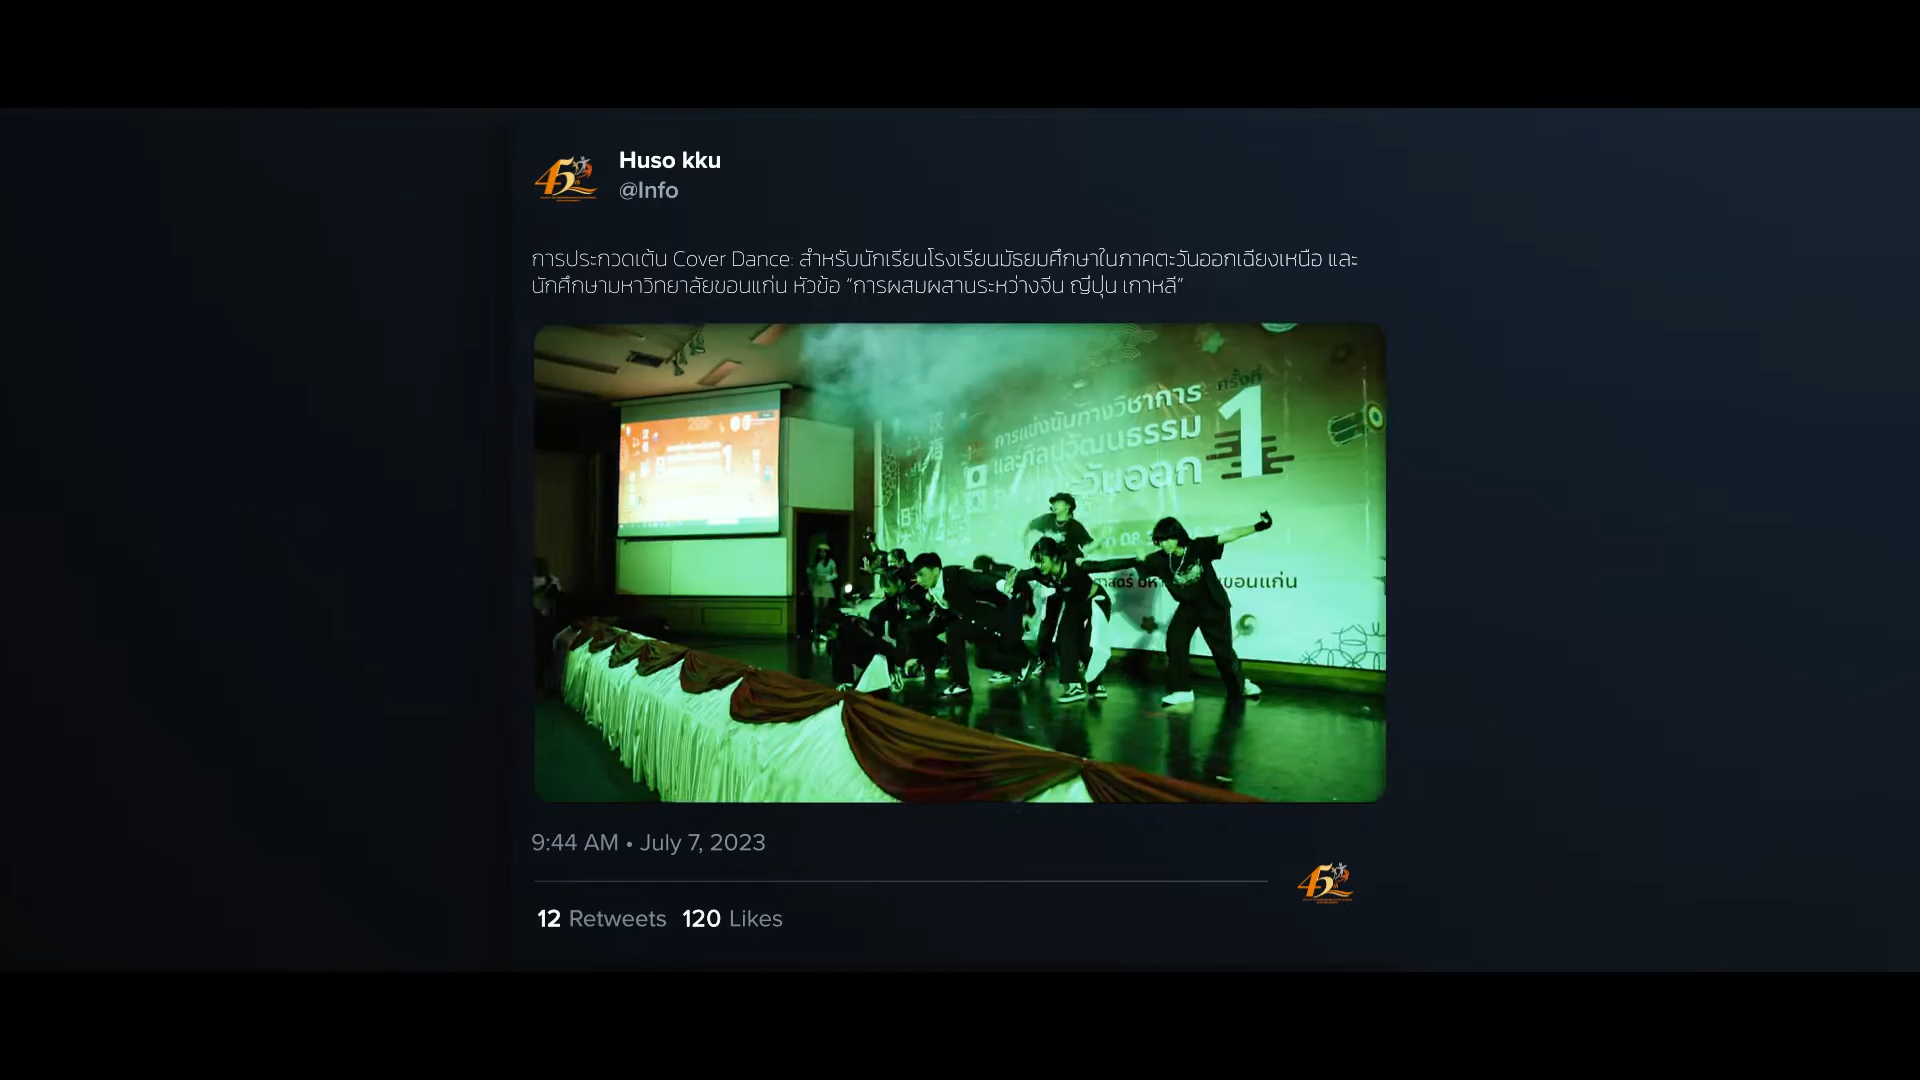 Huso kku
@Info
การประกวดเต้น Cover Dance: สำหรับนักเรียนโรงเรียนมัธยมศึกษาในภาคตะวันออกเฉียงเหนือ และ
นักศึกษามหาวิทยาลัยขอนแก่น หัวข้อ “การผสมผสานระหว่างจีน ญี่ปุ่น เกาหลี”
ครั้งที่
การแข่งขันทางวิชาการ
และศิลปวัฒนธรรม
1
วันออก
08
ขอนแก่น
9:44 AM • July 7, 2023
45
12 Retweets 120 Likes